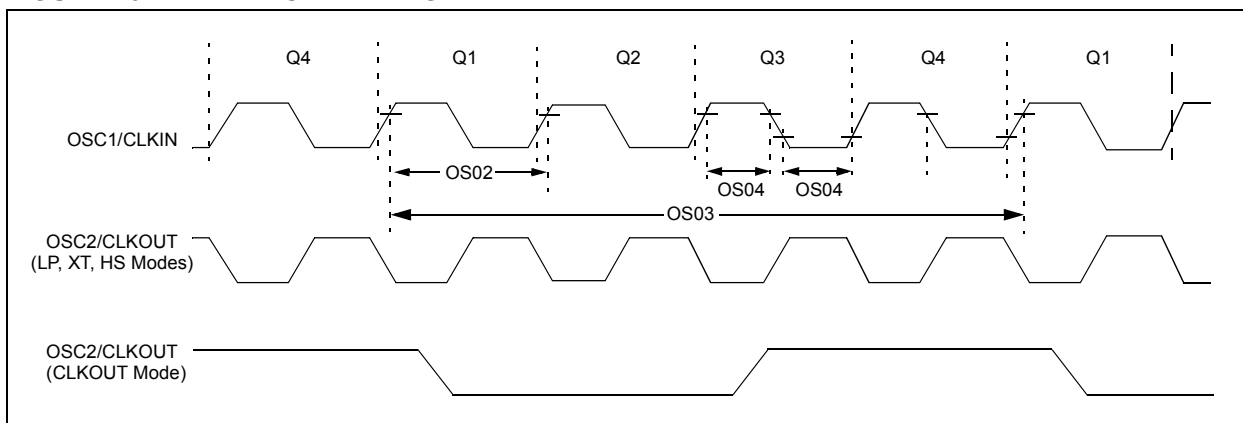 Q4 Q1 Q2 Q3 Q4 Q1
OSC1/CLKIN
OS02
OS04 OS04
OS03
OSC2/CLKOUT
(LP, XT, HS Modes)
OSC2/CLKOUT
(CLKOUT Mode)